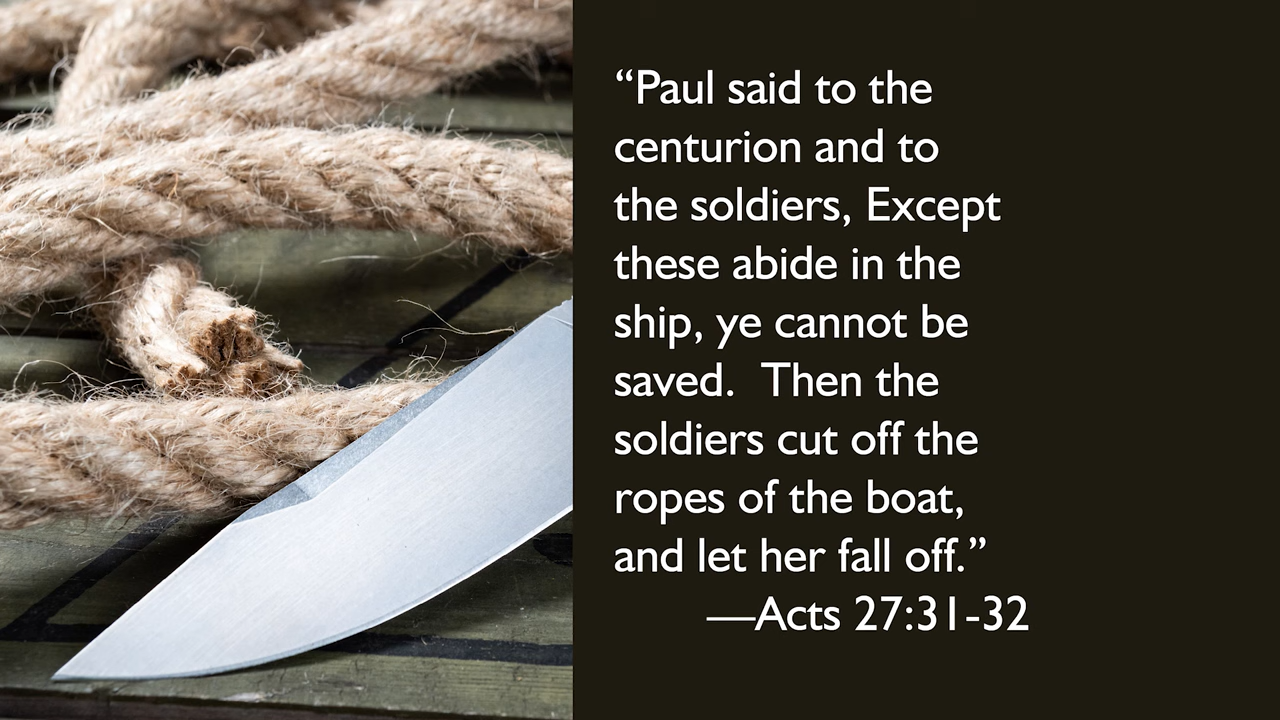 “Paul said to the
centurion and to
the soldiers, Except
these abide in the
ship, ye cannot be
saved.  Then the
soldiers cut off the
ropes of the boat,
and let her fall off.”
—Acts 27:31-32